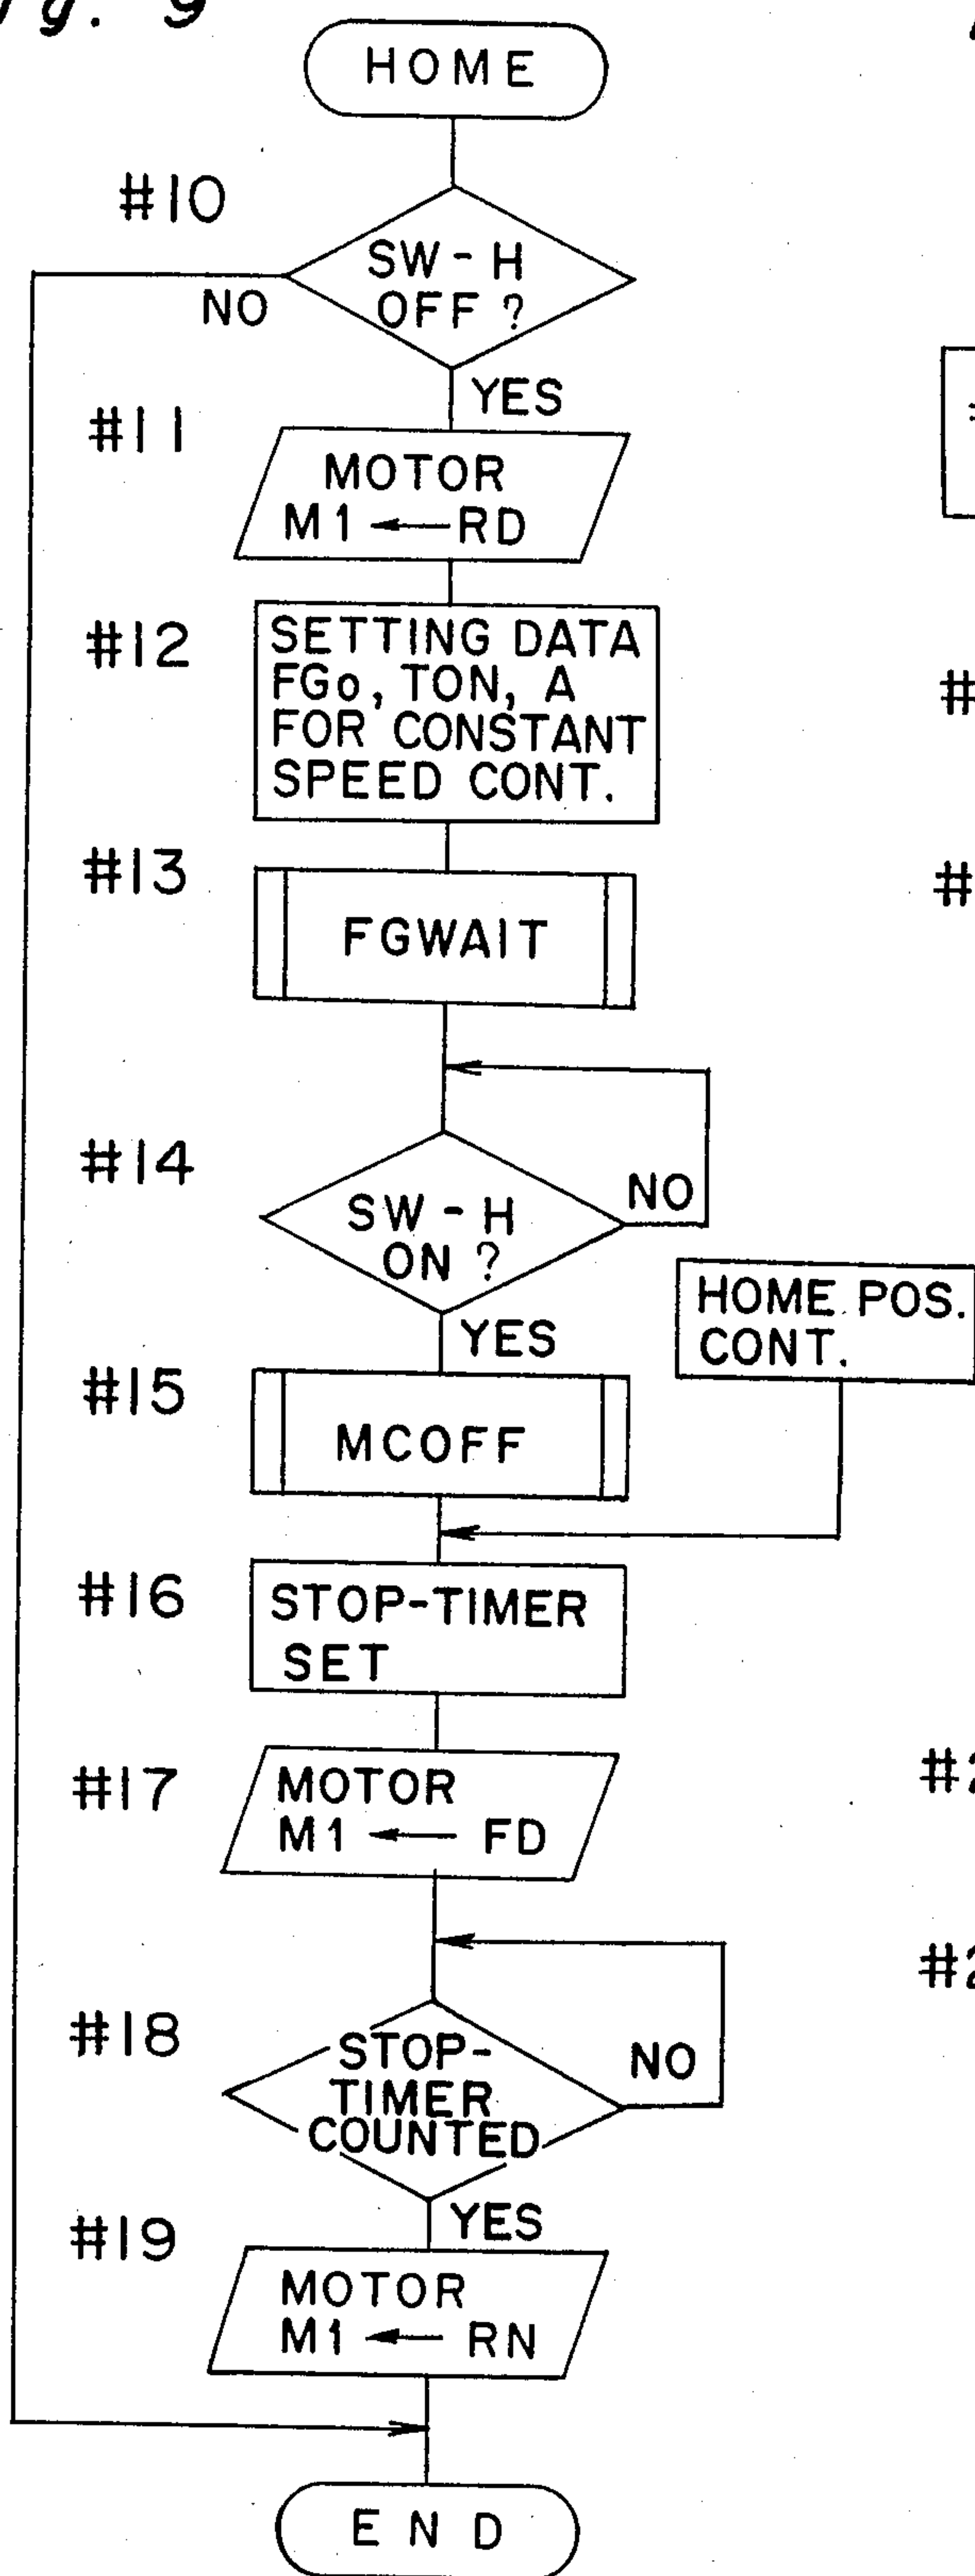 Fig. 9
HOME
#10
SW-H
OFF?
NO
YES
#11
MOTOR
M1 ← RD
#12
SETTING DATA
FGo, TON, A
FOR CONSTANT
SPEED CONT.
#13
FGWAIT
#14
SW-H
ON?
NO
YES
HOME POS.
CONT.
#15
MCOFF
#16
STOP-TIMER
SET
#17
MOTOR
M1 ← FD
#18
STOP-
TIMER
COUNTED
NO
YES
#19
MOTOR
M1 ← RN
END